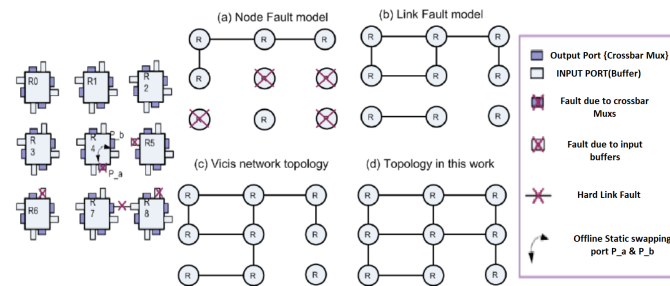 (a) Node Fault model
(b) Link Fault model
R0
R1
R
2
R
3
R
4
P_b
P_a
R5
R6
R
7
R
8
R R R
R
R
R R R
R R R
R R R
(c) Vicis network topology
(d) Topology in this work
R R R
R R R
R R R
R R R
R R R
R R R
Output Port {Crossbar Mux}
INPUT PORT(Buffer)
Fault due to crossbar
Muxs
Fault due to input
buffers
Hard Link Fault
Offline Static swapping
port P_a & P_b